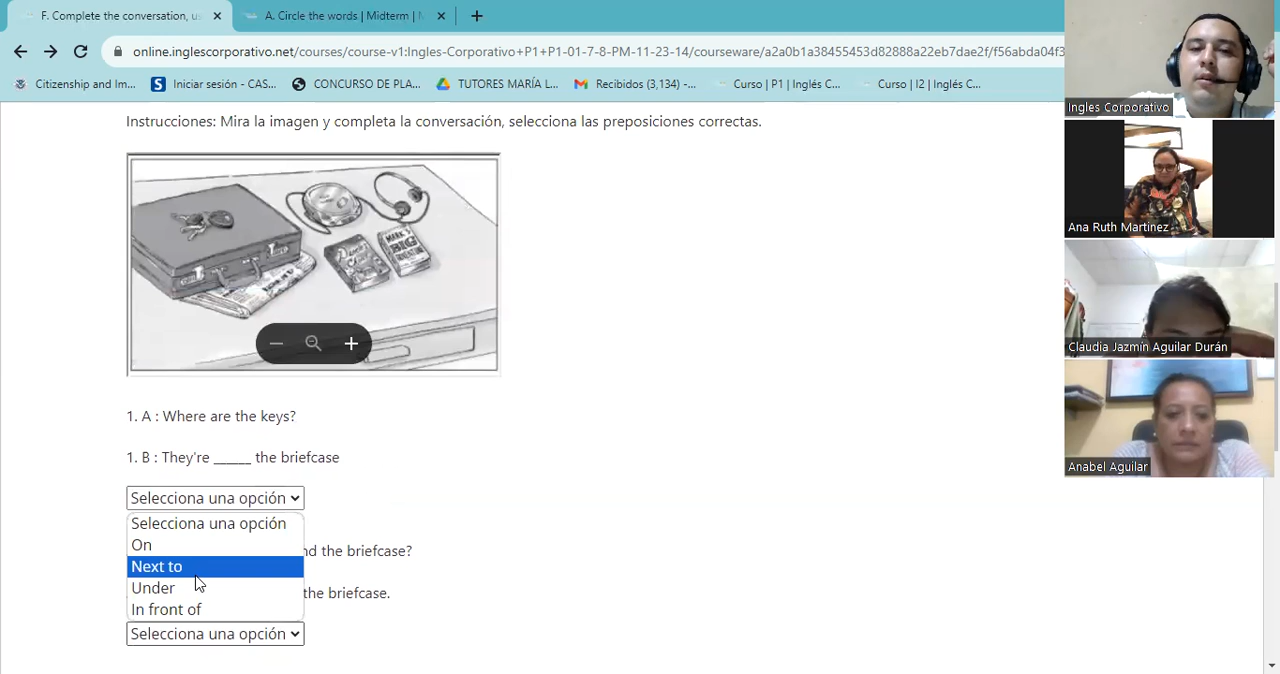 F. Complete the conversation, u
A. Circle the words | Midterm |
online.inglescorporativo.net/courses/course-v1:Ingles-Corporativo+P1+P1-01-7-8-PM-11-23-14/courseware/a2a0b1a38455453d82888a22eb7dae2f/f56abda04f3
Citizenship and Im...
Iniciar sesión - CAS...
CONCURSO DE PLA...
TUTORES MARÍA L...
Recibidos (3,134) -...
Curso | P1 | Inglés C...
Curso | I2 | Inglés C...
Instrucciones: Mira la imagen y completa la conversación, selecciona las preposiciones correctas.
MARK'S
BIG
1. A : Where are the keys?
1. B : They're ______ the briefcase
Selecciona una opción
Selecciona una opción
On
Next to
Under
In front of
nd the briefcase?
the briefcase.
Selecciona una opción
Ingles Corporativo
Ana Ruth Martinez
Claudia Jazmín Aguilar Durán
Anabel Aguilar